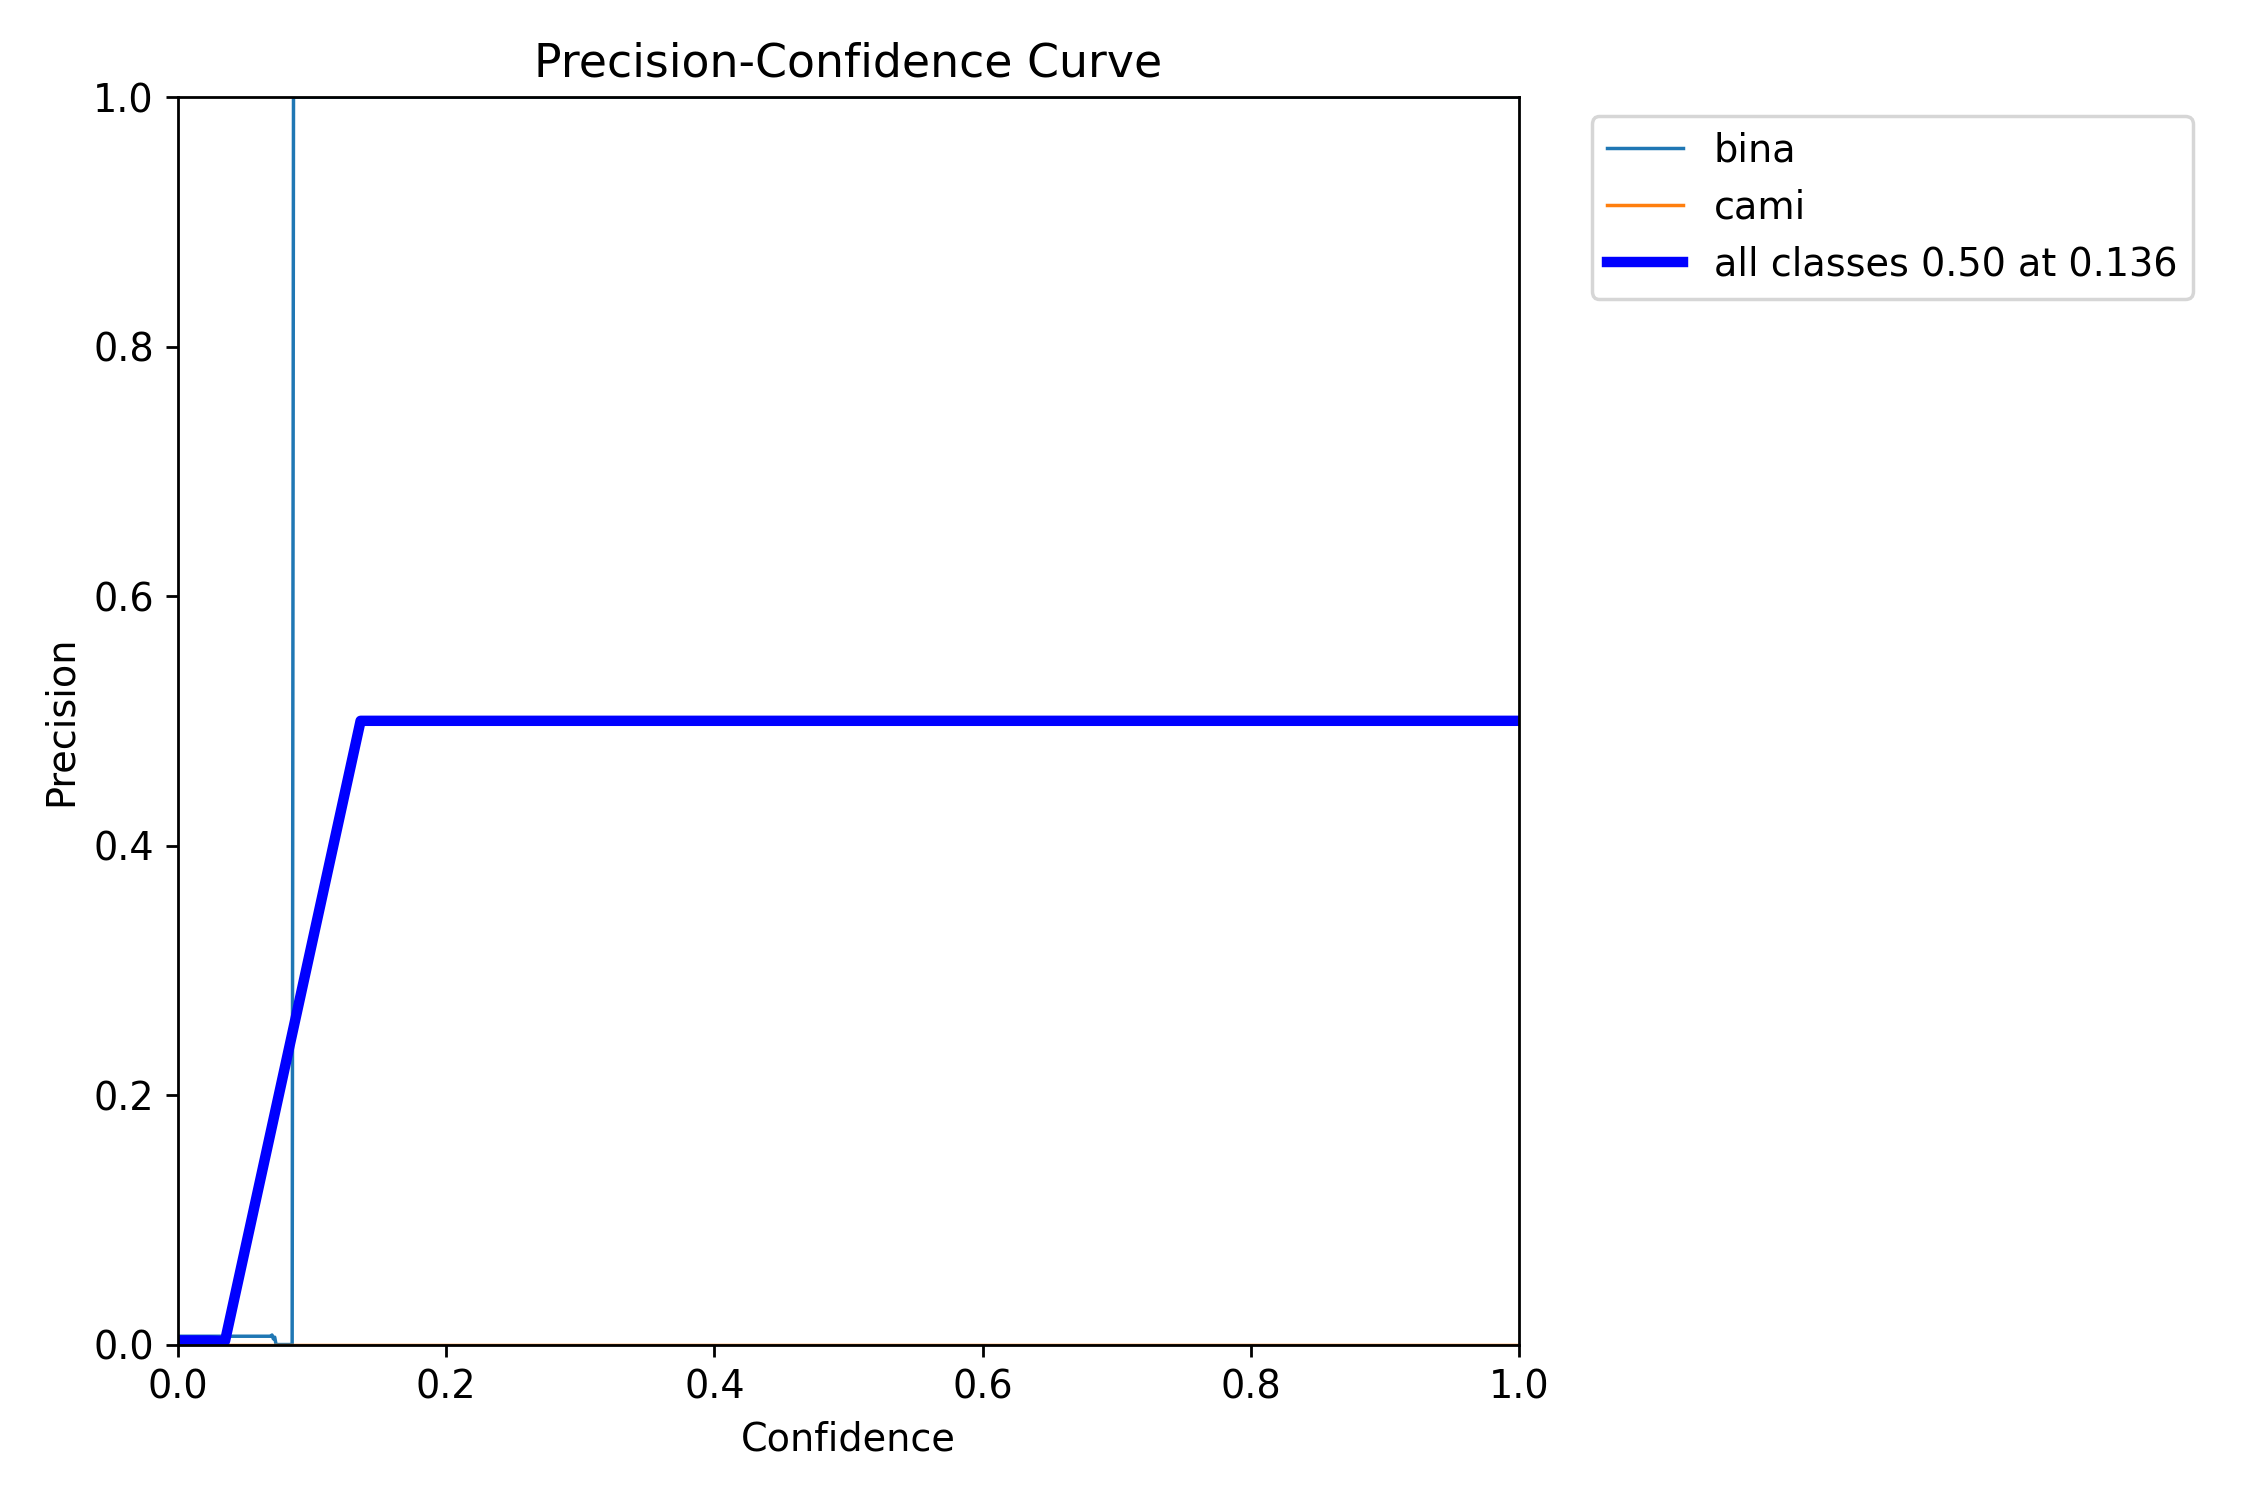 Precision-Confidence Curve
1.0
0.8
0.6
0.4
0.2
0.0
Precision
0.0 0.2 0.4 0.6 0.8 1.0
Confidence
bina
cami
all classes 0.50 at 0.136